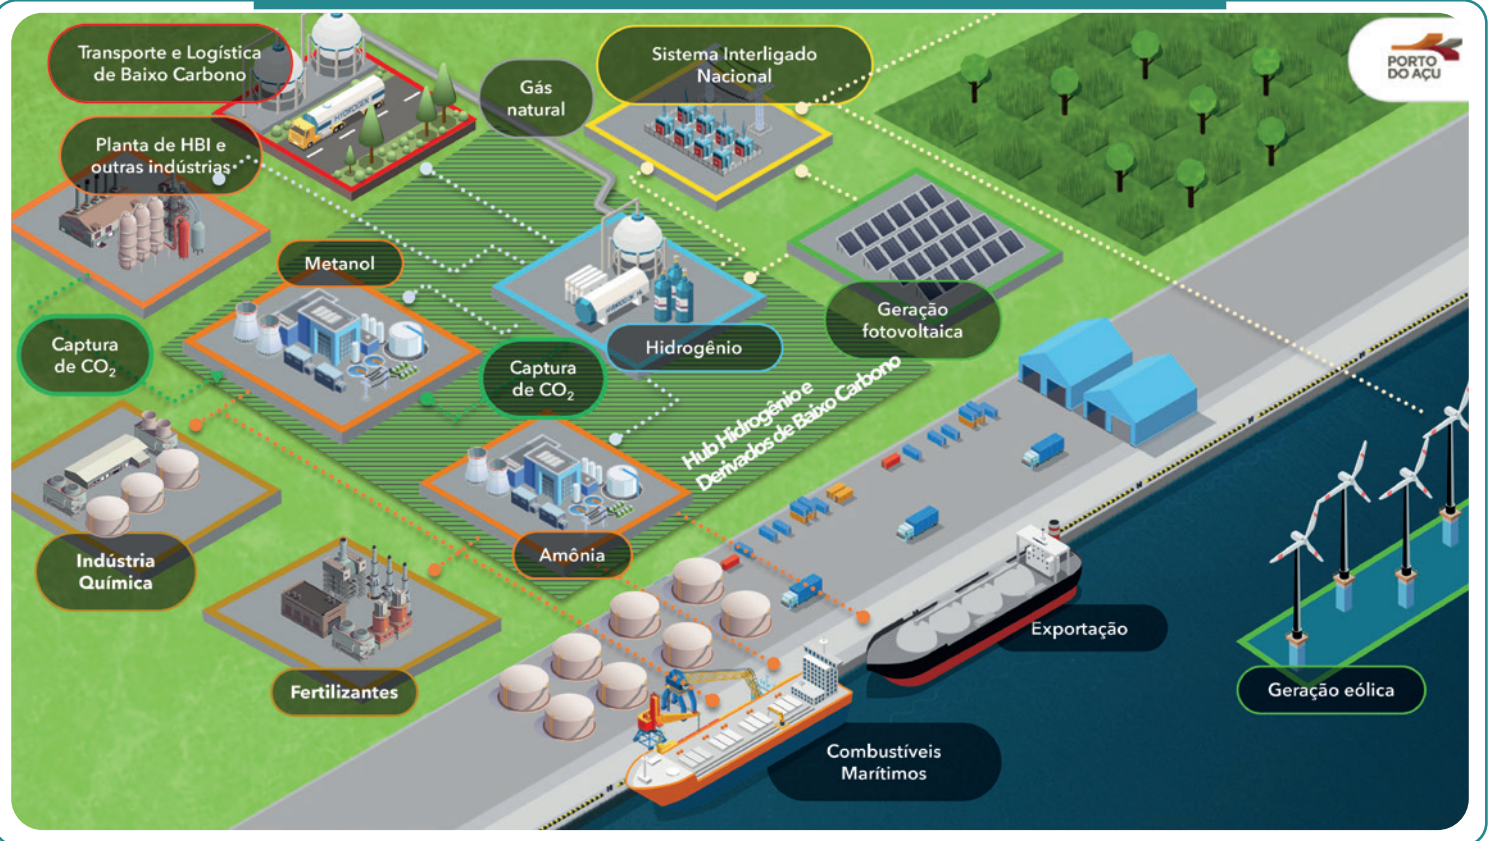 Transporte e Logística
de Baixo Carbono
Gás
natural
Sistema Interligado
Nacional
PORTO
DO AÇU
Planta de HBI e
outras indústrias
Metanol
Captura
de CO₂
Hidrogênio
Geração
fotovoltaica
Captura
de CO₂
Hub Hidrogênio e
Derivados de Baixo Carbono
Indústria
Química
Amônia
Fertilizantes
Exportação
Geração eólica
Combustíveis
Marítimos